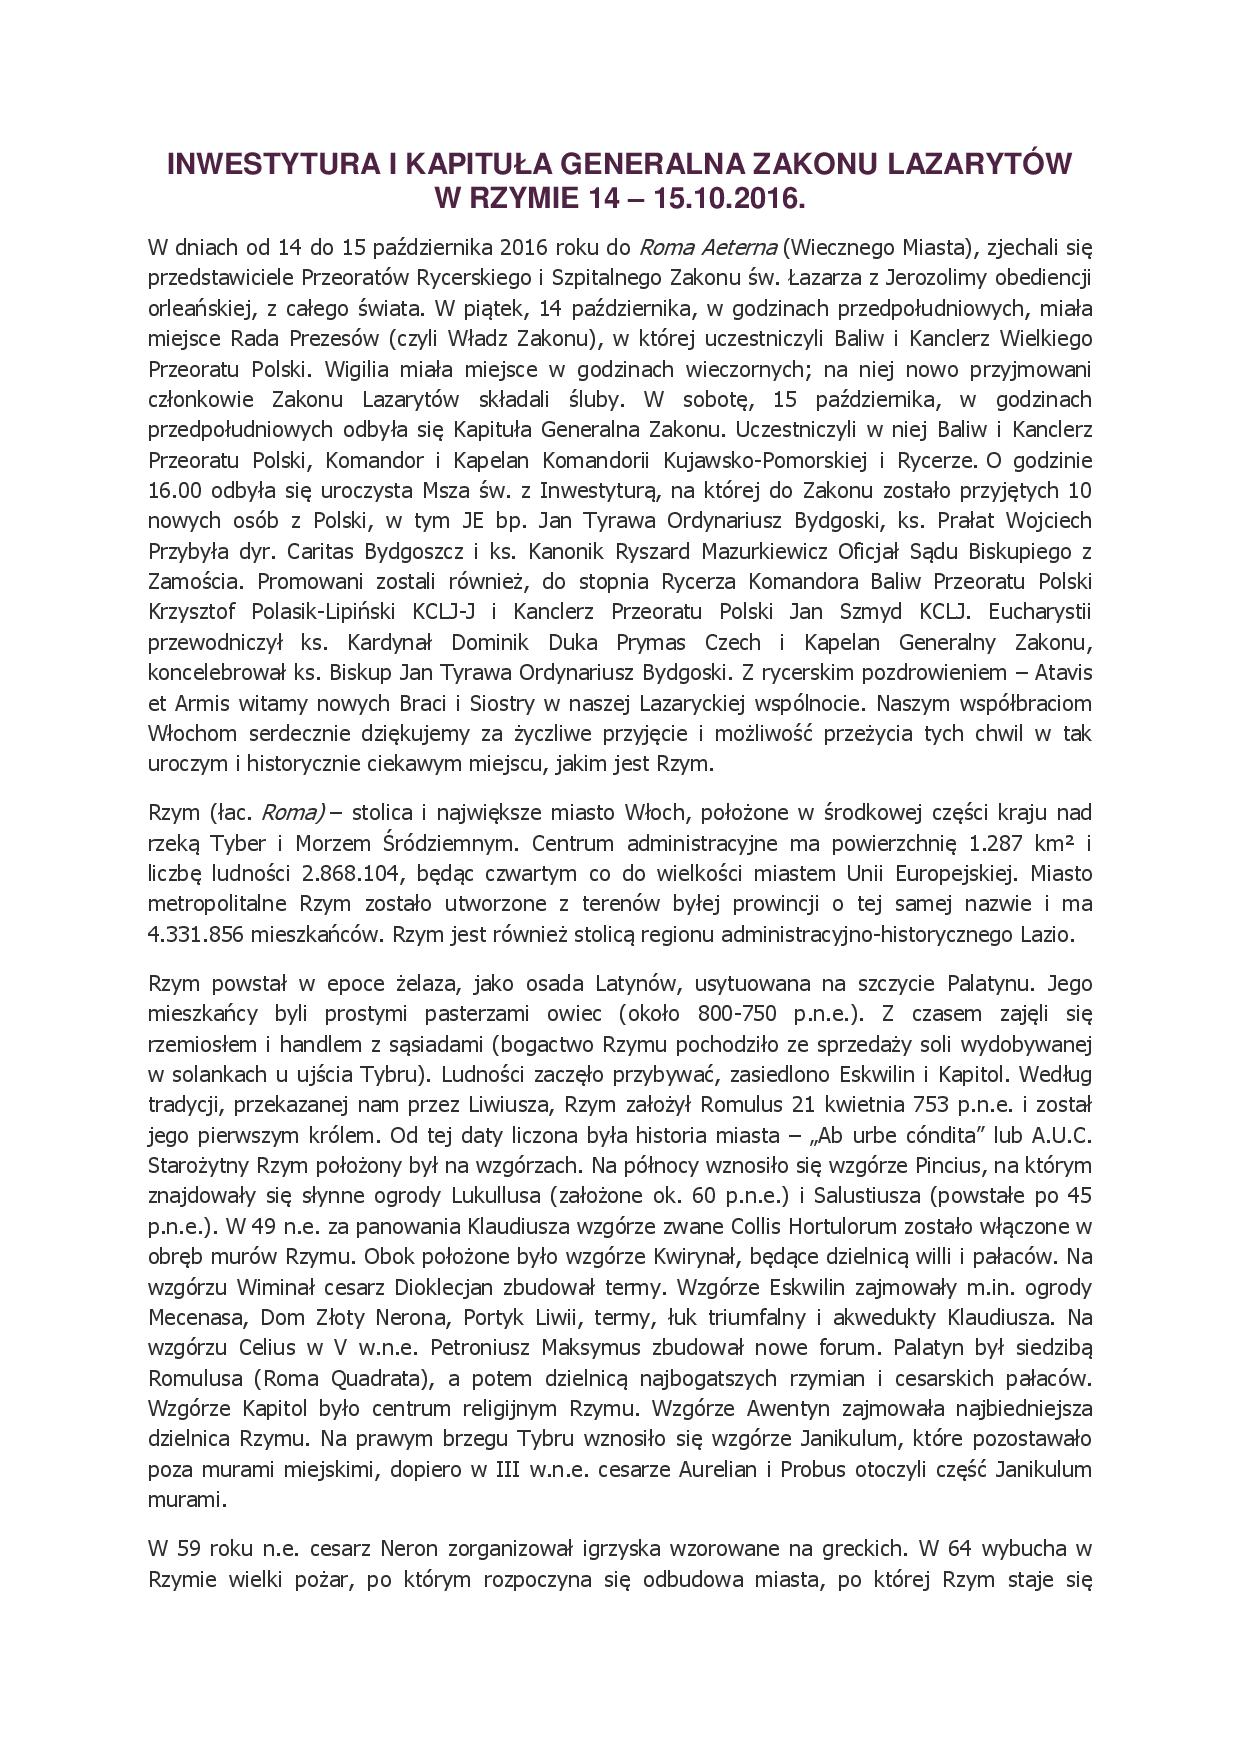 INWESTYTURA I KAPITUŁA GENERALNA ZAKONU LAZARYTÓW
W RZYMIE 14 – 15.10.2016.
W dniach od 14 do 15 października 2016 roku do Roma Aeterna (Wiecznego Miasta), zjechali się
przedstawiciele Przeoratów Rycerskiego i Szpitalnego Zakonu św. Łazarza z Jerozolimy obediencji
orleańskiej, z całego świata. W piątek, 14 października, w godzinach przedpołudniowych, miała
miejsce Rada Prezesów (czyli Władz Zakonu), w której uczestniczyli Baliw i Kanclerz Wielkiego
Przeoratu Polski. Wigilia miała miejsce w godzinach wieczornych; na niej nowo przyjmowani
członkowie Zakonu Lazarytów składali śluby. W sobotę, 15 października, w godzinach
przedpołudniowych odbyła się Kapituła Generalna Zakonu. Uczestniczyli w niej Baliw i Kanclerz
Przeoratu Polski, Komandor i Kapelan Komandorii Kujawsko-Pomorskiej i Rycerze. O godzinie
16.00 odbyła się uroczysta Msza św. z Inwestyturą, na której do Zakonu zostało przyjętych 10
nowych osób z Polski, w tym JE bp. Jan Tyrawa Ordynariusz Bydgoski, ks. Prałat Wojciech
Przybyła dyr. Caritas Bydgoszcz i ks. Kanonik Ryszard Mazurkiewicz Oficjał Sądu Biskupiego z
Zamościa. Promowani zostali również, do stopnia Rycerza Komandora Baliw Przeoratu Polski
Krzysztof Polasik-Lipiński KCLJ-J i Kanclerz Przeoratu Polski Jan Szmyd KCLJ. Eucharystii
przewodniczył ks. Kardynał Dominik Duka Prymas Czech i Kapelan Generalny Zakonu,
koncelebrował ks. Biskup Jan Tyrawa Ordynariusz Bydgoski. Z rycerskim pozdrowieniem – Atavis
et Armis witamy nowych Braci i Siostry w naszej Lazaryckiej wspólnocie. Naszym współbraciom
Włochom serdecznie dziękujemy za życzliwe przyjęcie i możliwość przeżycia tych chwil w tak
uroczym i historycznie ciekawym miejscu, jakim jest Rzym.
Rzym (łac. Roma) – stolica i największe miasto Włoch, położone w środkowej części kraju nad
rzeką Tyber i Morzem Śródziemnym. Centrum administracyjne ma powierzchnię 1.287 km² i
liczbę ludności 2.868.104, będąc czwartym co do wielkości miastem Unii Europejskiej. Miasto
metropolitalne Rzym zostało utworzone z terenów byłej prowincji o tej samej nazwie i ma
4.331.856 mieszkańców. Rzym jest również stolicą regionu administracyjno-historycznego Lazio.
Rzym powstał w epoce żelaza, jako osada Latynów, usytuowana na szczycie Palatynu. Jego
mieszkańcy byli prostymi pasterzami owiec (około 800-750 p.n.e.). Z czasem zajęli się
rzemiosłem i handlem z sąsiadami (bogactwo Rzymu pochodziło ze sprzedaży soli wydobywanej
w solankach u ujścia Tybru). Ludności zaczęło przybywać, zasiedlono Eskwilin i Kapitol. Według
tradycji, przekazanej nam przez Liwiusza, Rzym założył Romulus 21 kwietnia 753 p.n.e. i został
jego pierwszym królem. Od tej daty liczona była historia miasta – „Ab urbe cóndita” lub A.U.C.
Starożytny Rzym położony był na wzgórzach. Na północy wznosiło się wzgórze Pincius, na którym
znajdowały się słynne ogrody Lukullusa (założone ok. 60 p.n.e.) i Salustiusza (powstałe po 45
p.n.e.). W 49 n.e. za panowania Klaudiusza wzgórze zwane Collis Hortulorum zostało włączone w
obręb murów Rzymu. Obok położone było wzgórze Kwirynał, będące dzielnicą willi i pałaców. Na
wzgórzu Wiminał cesarz Dioklecjan zbudował termy. Wzgórze Eskwilin zajmowały m.in. ogrody
Mecenasa, Dom Złoty Nerona, Portyk Liwii, termy, łuk triumfalny i akwedukty Klaudiusza. Na
wzgórzu Celius w V w.n.e. Petroniusz Maksymus zbudował nowe forum. Palatyn był siedzibą
Romulusa (Roma Quadrata), a potem dzielnicą najbogatszych rzymian i cesarskich pałaców.
Wzgórze Kapitol było centrum religijnym Rzymu. Wzgórze Awentyn zajmowała najbiedniejsza
dzielnica Rzymu. Na prawym brzegu Tybru wznosiło się wzgórze Janikulum, które pozostawało
poza murami miejskimi, dopiero w III w.n.e. cesarze Aurelian i Probus otoczyli część Janikulum
murami.
W 59 roku n.e. cesarz Neron zorganizował igrzyska wzorowane na greckich. W 64 wybucha w
Rzymie wielki pożar, po którym rozpoczyna się odbudowa miasta, po której Rzym staje się